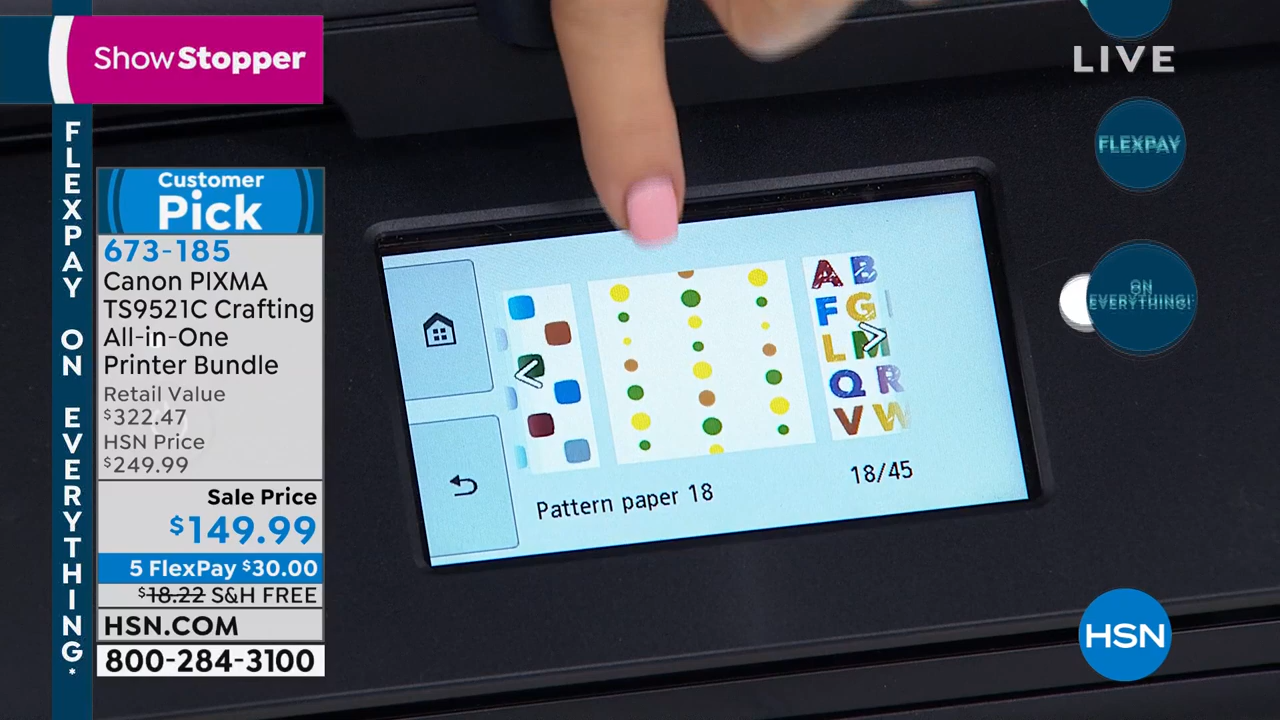 ShowStopper
FLEXPAY ON EVERYTHING*
Customer
Pick
673-185
Canon PIXMA
TS9521C Crafting
All-in-One
Printer Bundle
Retail Value
$322.47
HSN Price
$249.99
Sale Price
$149.99
5 FlexPay $30.00
$18.22 S&H FREE
HSN.COM
800-284-3100
A B
F G
L M
Q R
V W
< >
Pattern paper 18
18/45
LIVE
FLEXPAY
ON
EVERYTHING!*
HSN